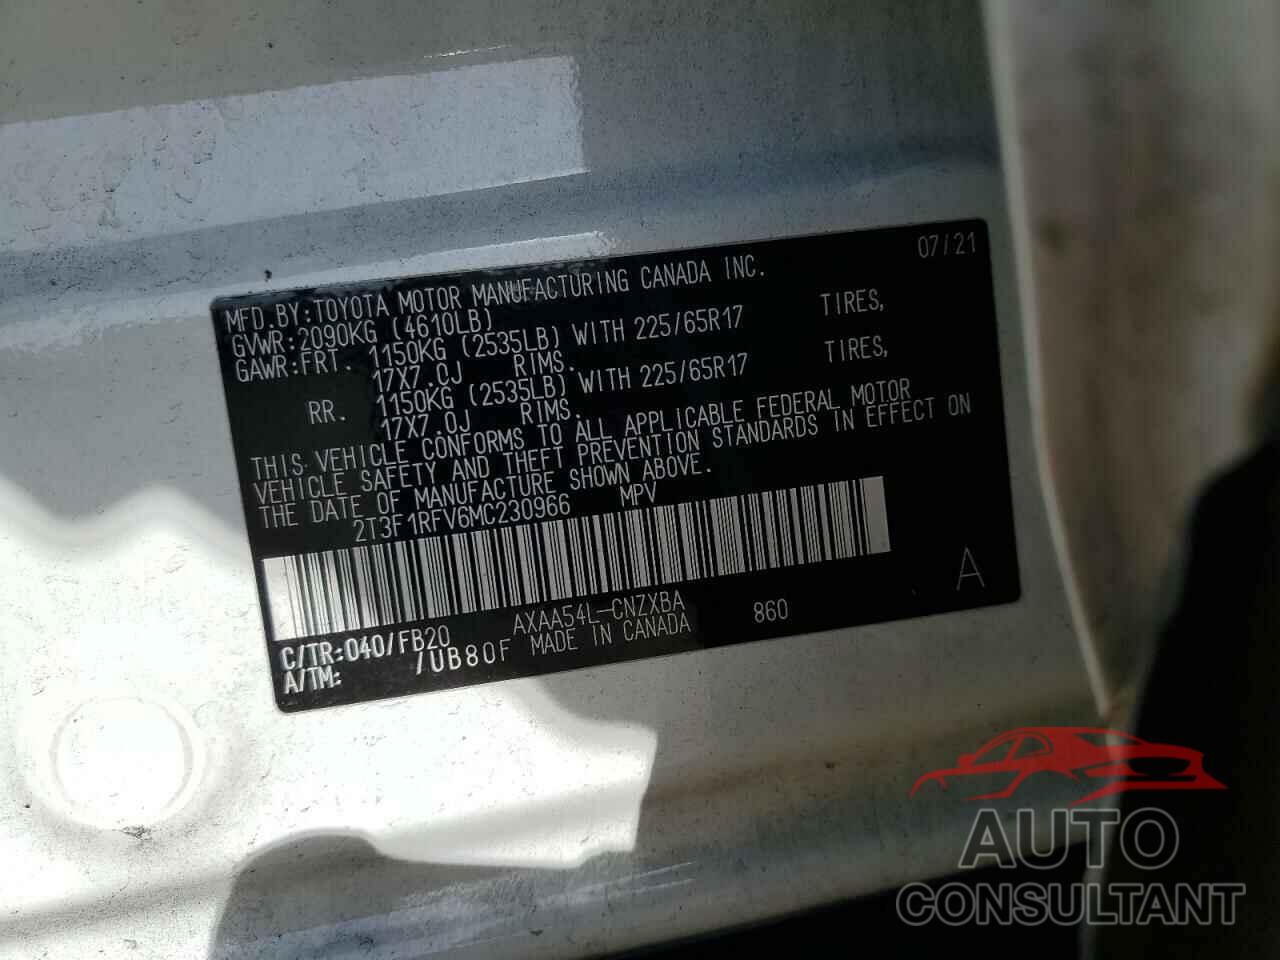 07/21
MFD.BY:TOYOTA MOTOR MANUFACTURING CANADA INC.
GVWR:2090KG (4610LB)
GAWR:FRT. 1150KG (2535LB) WITH 225/65R17 TIRES,
17X7.0J RIMS.
RR. 1150KG (2535LB) WITH 225/65R17 TIRES,
17X7.0J RIMS.
THIS VEHICLE CONFORMS TO ALL APPLICABLE FEDERAL MOTOR
VEHICLE SAFETY AND THEFT PREVENTION STANDARDS IN EFFECT ON
THE DATE OF MANUFACTURE SHOWN ABOVE.
2T3F1RFV6MC230966 MPV
C/TR:040/FB20 AXAA54L-CNZXBA 860 A
A/TM: /UB80F MADE IN CANADA
AUTO
CONSULTANT